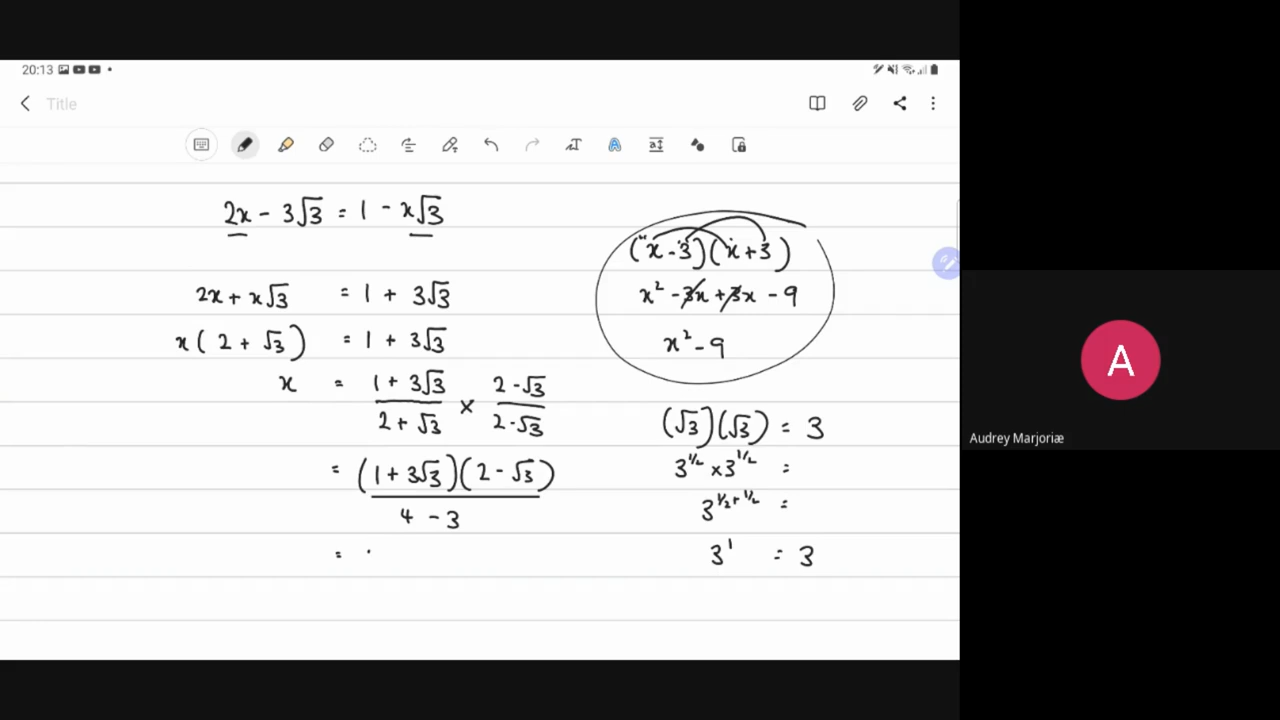 20:13
Title
2x - 3√3 = 1 - x√3
2x + x√3 = 1 + 3√3
x(2 + √3) = 1 + 3√3
x = (1 + 3√3)/(2 + √3) × (2 - √3)/(2 - √3)
= (1 + 3√3)(2 - √3)/(4 - 3)
=
(x - 3)(x + 3)
x² - 3x + 3x - 9
x² - 9
(√3)(√3) = 3
3^1/2 × 3^1/2 =
3^1/2 + 1/2 =
3^1 = 3
A
Audrey Marjoriæ